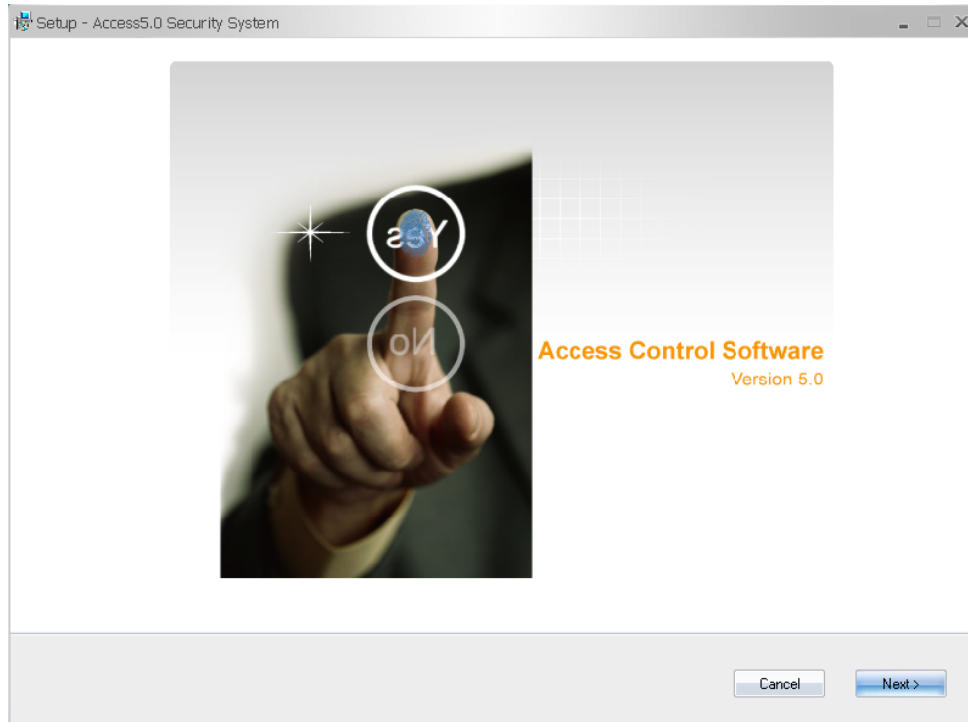 Setup - Access5.0 Security System
Yes
No
Access Control Software
Version 5.0
Cancel
Next >